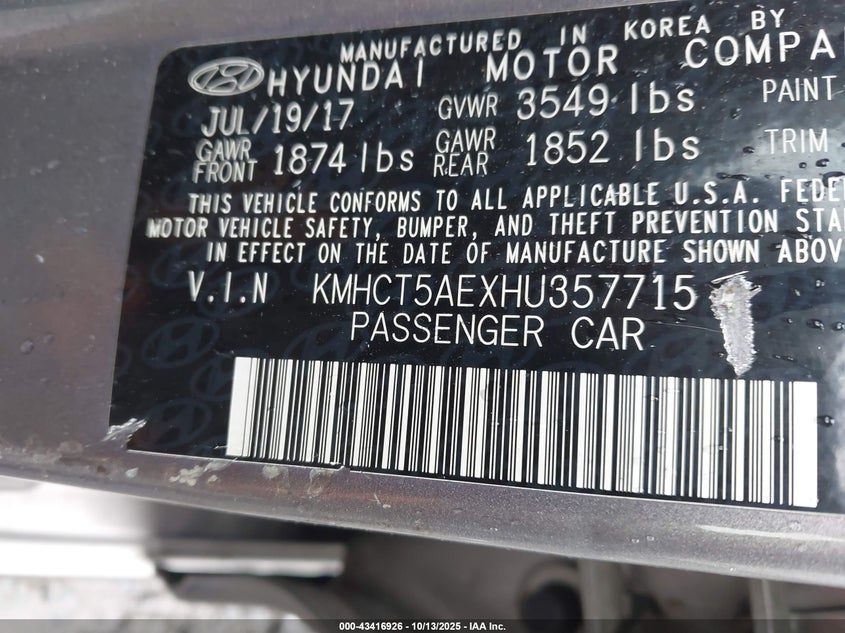 MANUFACTURED IN KOREA BY
HYUNDAI MOTOR COMPA
JUL/19/17 GVWR 3549 lbs PAINT
GAWR FRONT 1874 lbs GAWR REAR 1852 lbs TRIM
THIS VEHICLE CONFORMS TO ALL APPLICABLE U.S.A. FEDE
MOTOR VEHICLE SAFETY, BUMPER, AND THEFT PREVENTION STA
IN EFFECT ON THE DATE OF MANUFACTURE SHOWN ABOV
V.I.N KMHCT5AEXHU357715
PASSENGER CAR
000-43416926 - 10/13/2025 - IAA Inc.